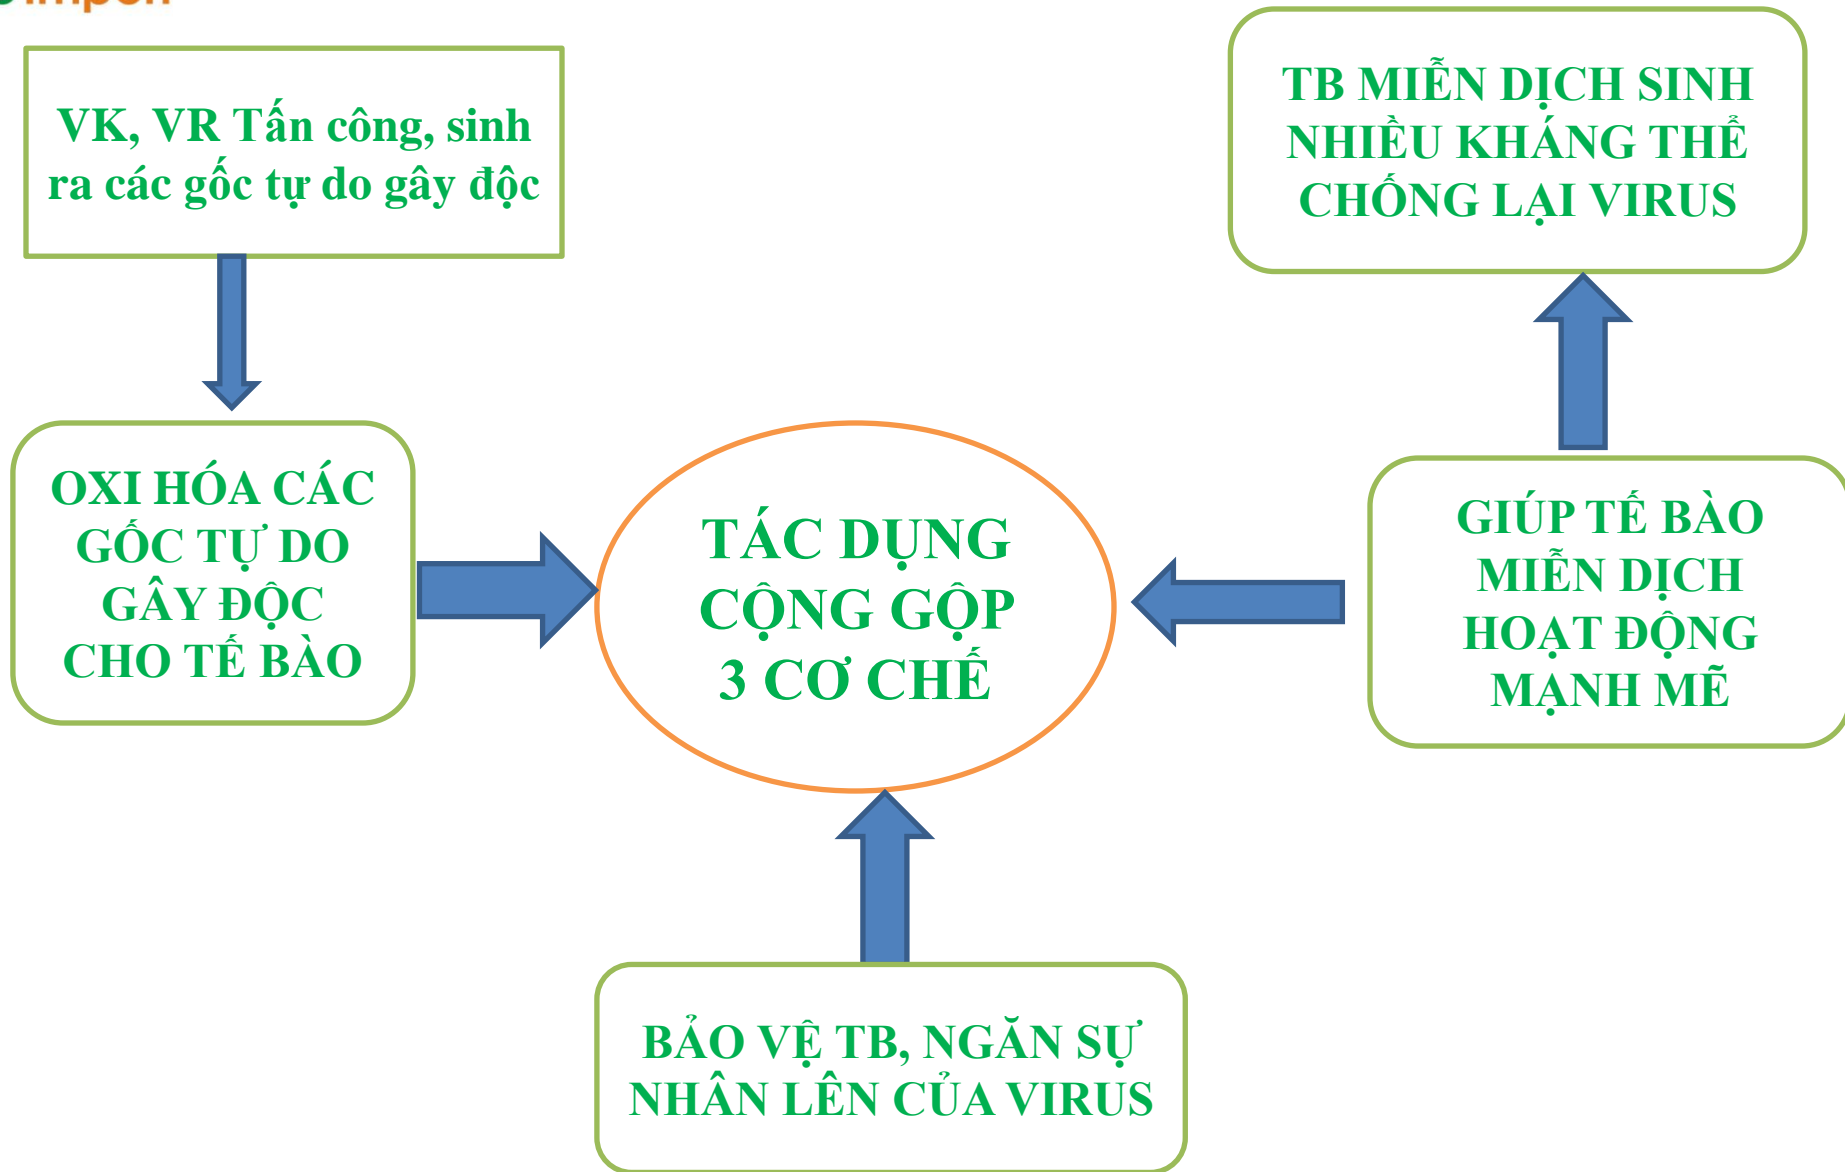 VK, VR Tấn công, sinh
ra các gốc tự do gây độc
TB MIỄN DỊCH SINH
NHIỀU KHÁNG THỂ
CHỐNG LẠI VIRUS
OXI HÓA CÁC
GỐC TỰ DO
GÂY ĐỘC
CHO TẾ BÀO
TÁC DỤNG
CỘNG GỘP
3 CƠ CHẾ
GIÚP TẾ BÀO
MIỄN DỊCH
HOẠT ĐỘNG
MẠNH MẼ
BẢO VỆ TB, NGĂN SỰ
NHÂN LÊN CỦA VIRUS